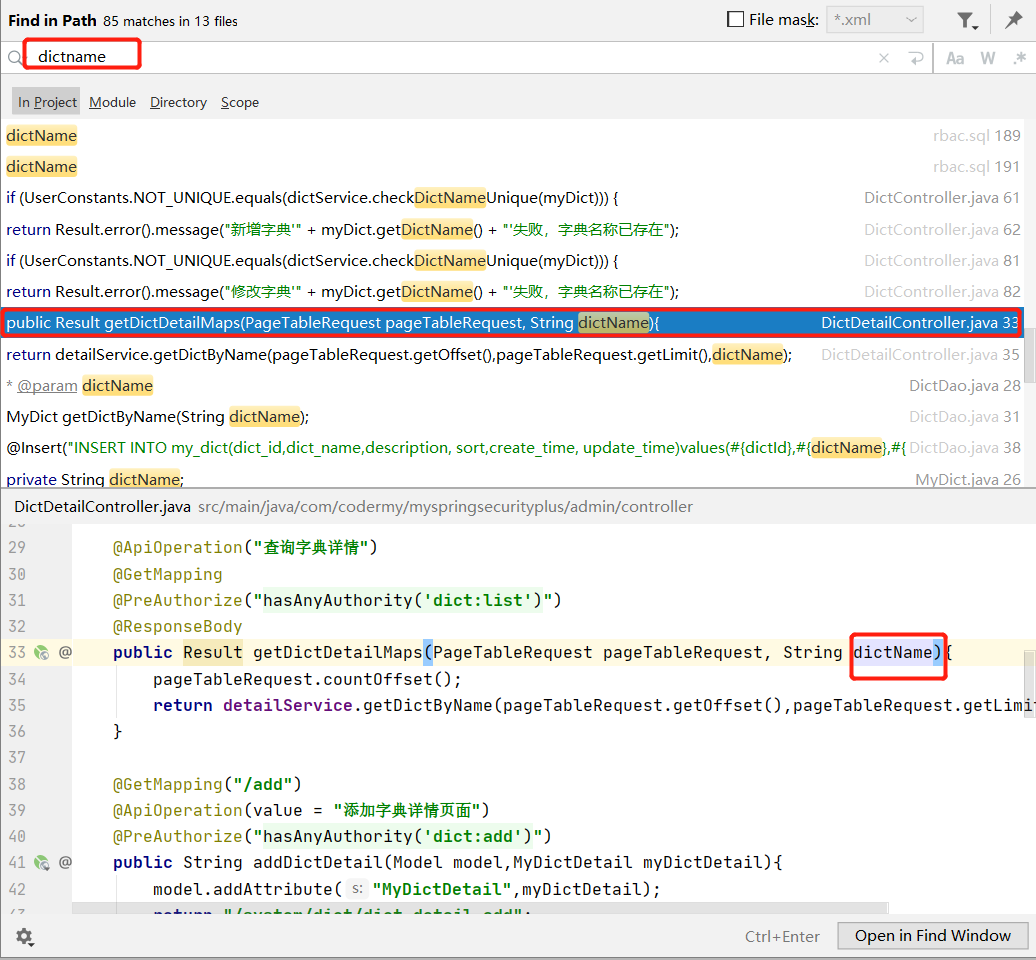 Find in Path 85 matches in 13 files File mask: *.xml
dictname Aa W .*
In Project Module Directory Scope
dictName rbac.sql 189
dictName rbac.sql 191
if (UserConstants.NOT_UNIQUE.equals(dictService.checkDictNameUnique(myDict))) { DictController.java 61
return Result.error().message("新增字典'" + myDict.getDictName() + "'失败，字典名称已存在"); DictController.java 62
if (UserConstants.NOT_UNIQUE.equals(dictService.checkDictNameUnique(myDict))) { DictController.java 81
return Result.error().message("修改字典'" + myDict.getDictName() + "'失败，字典名称已存在"); DictController.java 82
public Result getDictDetailMaps(PageTableRequest pageTableRequest, String dictName){ DictDetailController.java 33
return detailService.getDictByName(pageTableRequest.getOffset(),pageTableRequest.getLimit(),dictName); DictDetailController.java 35
* @param dictName DictDao.java 28
MyDict getDictByName(String dictName); DictDao.java 31
@Insert("INSERT INTO my_dict(dict_id,dict_name,description, sort,create_time, update_time)values(#{dictId},#{dictName},#{ DictDao.java 38
private String dictName; MyDict.java 26
DictDetailController.java src/main/java/com/codermy/myspringsecurityplus/admin/controller
29 @ApiOperation("查询字典详情")
30 @GetMapping
31 @PreAuthorize("hasAnyAuthority('dict:list')")
32 @ResponseBody
33 @ public Result getDictDetailMaps(PageTableRequest pageTableRequest, String dictName){
34 pageTableRequest.countOffset();
35 return detailService.getDictByName(pageTableRequest.getOffset(),pageTableRequest.getLimi
36 }
37
38 @GetMapping("/add")
39 @ApiOperation(value = "添加字典详情页面")
40 @PreAuthorize("hasAnyAuthority('dict:add')")
41 @ public String addDictDetail(Model model,MyDictDetail myDictDetail){
42 model.addAttribute( s: "MyDictDetail",myDictDetail);
43 return "/system/dict/dict-detail-add";
Ctrl+Enter Open in Find Window